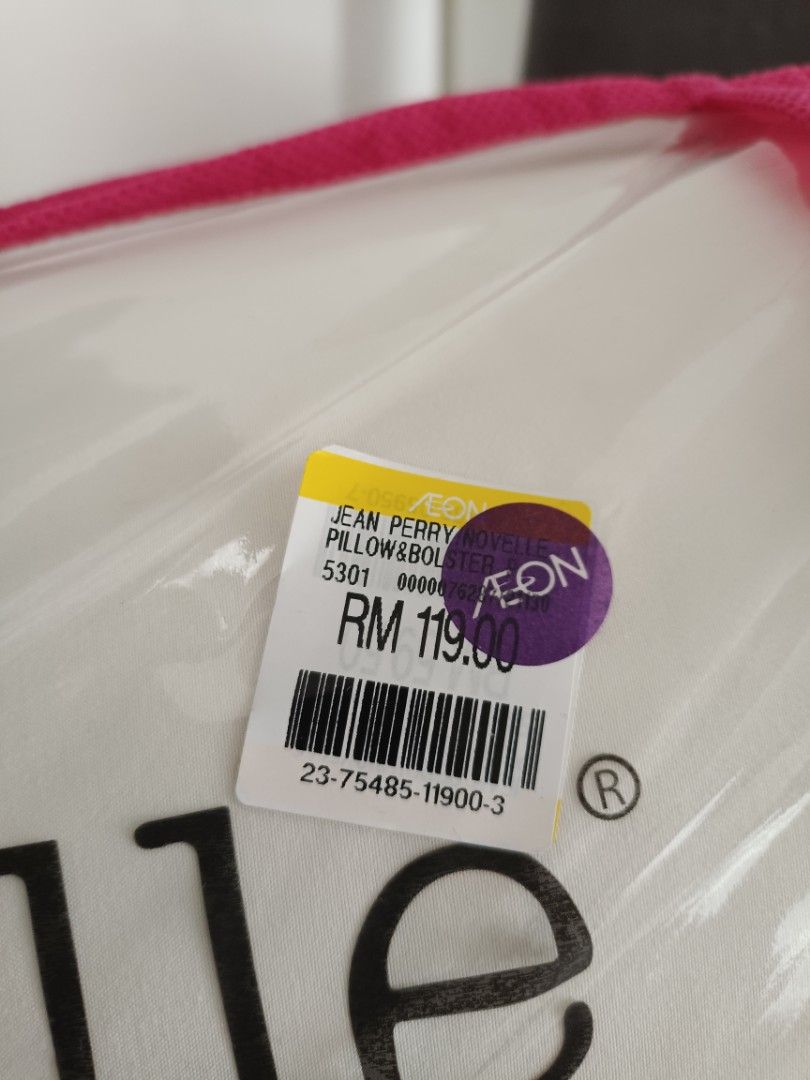 ÆON
JEAN PERRY NOVELLE
PILLOW&BOLSTER
5301
ÆON
RM 119.00
23-75485-11900-3
®
lle